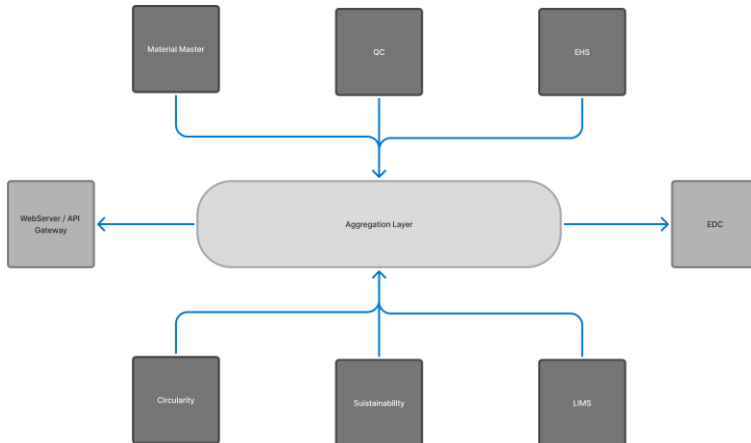 Material Master
QC
EHS
WebServer / API
Gateway
Aggregation Layer
EDC
Circularity
Suistainability
LIMS